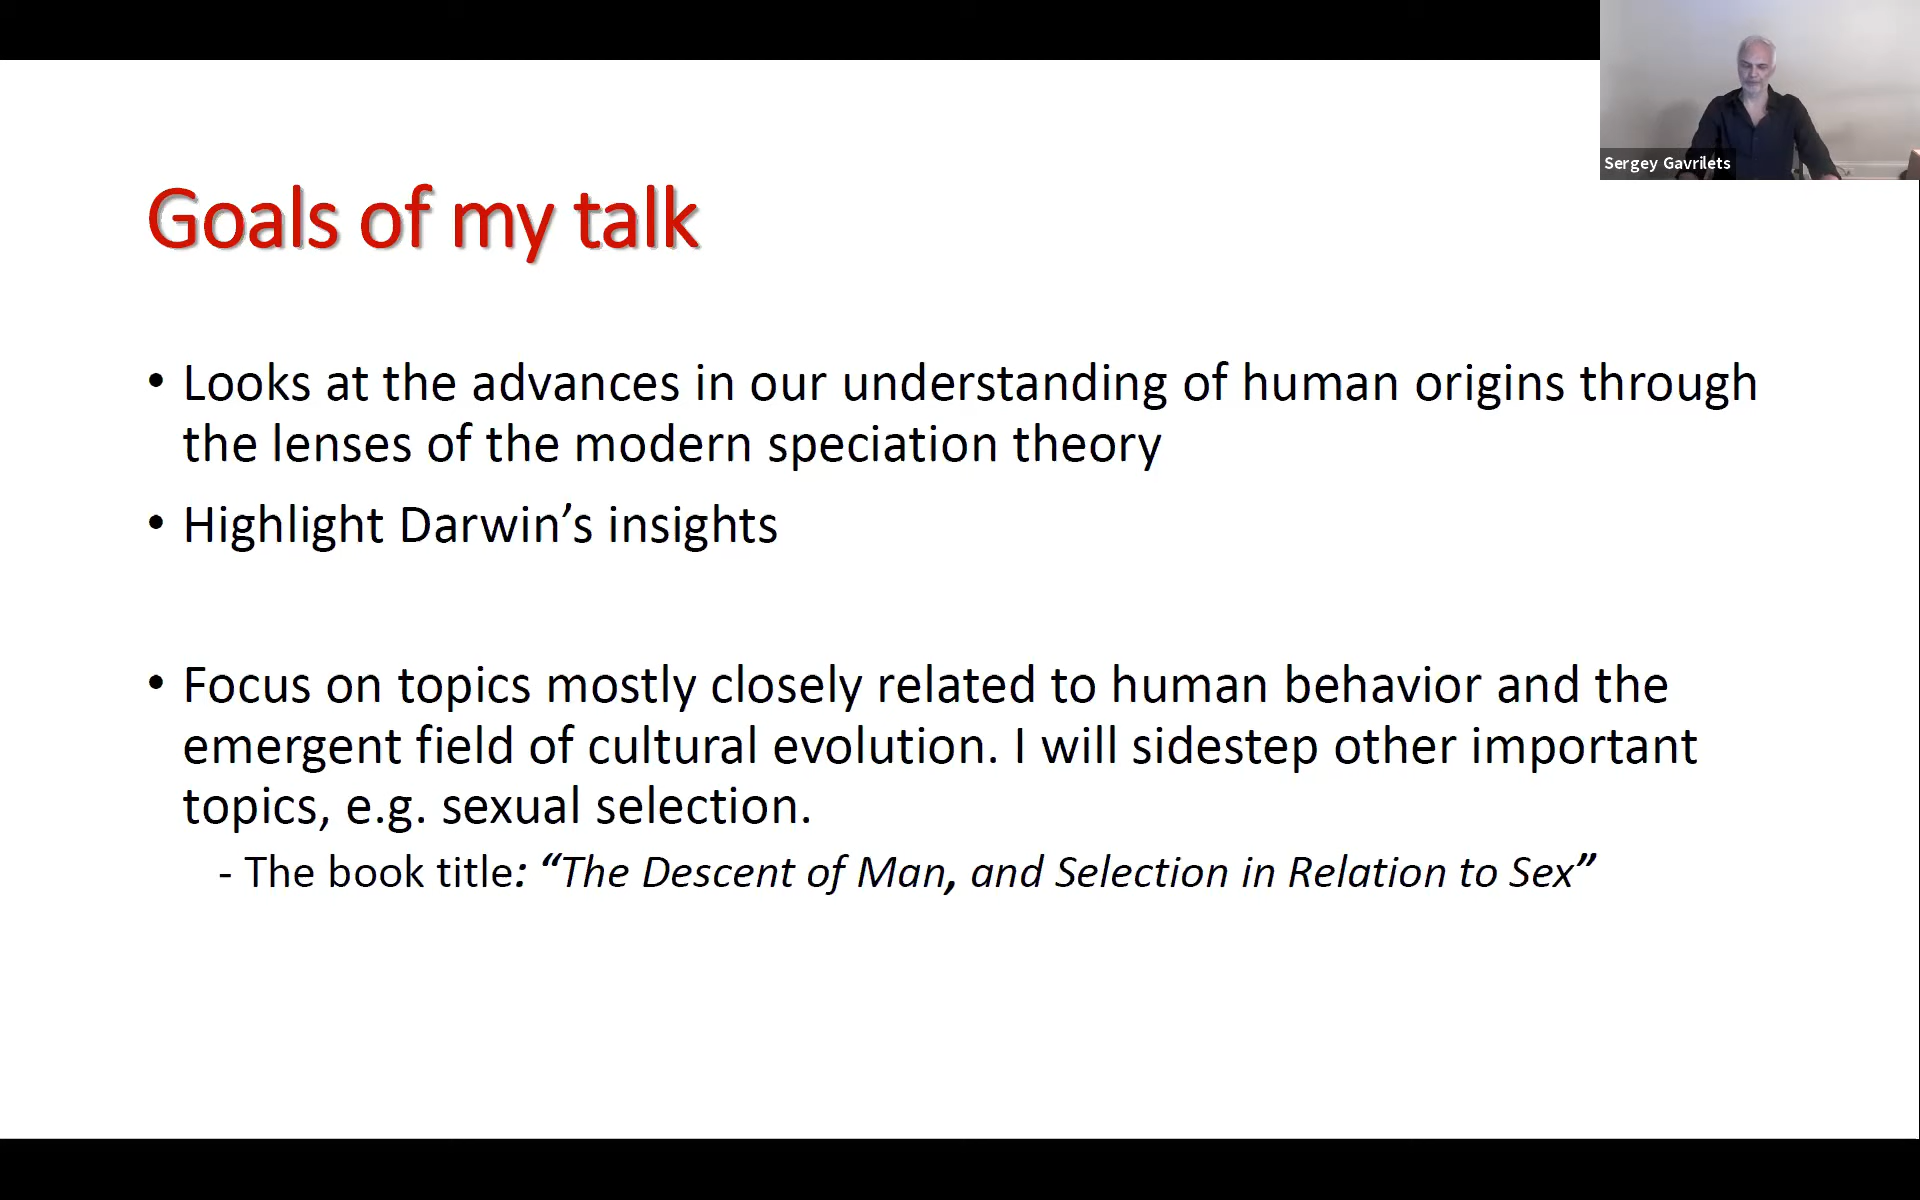 Sergey Gavrilets
Goals of my talk
• Looks at the advances in our understanding of human origins through
the lenses of the modern speciation theory
• Highlight Darwin’s insights
• Focus on topics mostly closely related to human behavior and the
emergent field of cultural evolution. I will sidestep other important
topics, e.g. sexual selection.
- The book title: “The Descent of Man, and Selection in Relation to Sex”